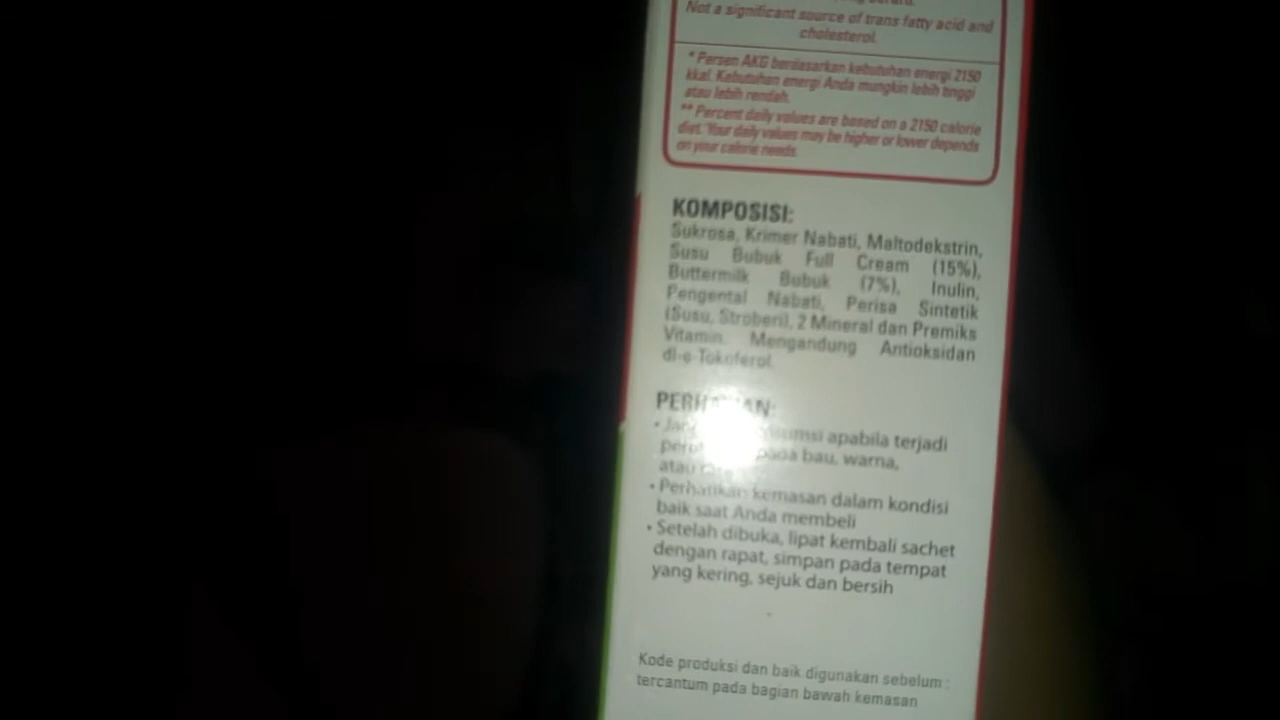 Not a significant source of trans fatty acid and
cholesterol.
* Persen AKG berdasarkan kebutuhan energi 2150
kkal. Kebutuhan energi Anda mungkin lebih tinggi
atau lebih rendah.
** Percent daily values are based on a 2150 calorie
diet. Your daily values may be higher or lower depends
on your calorie needs.
KOMPOSISI:
Sukrosa, Krimer Nabati, Maltodekstrin,
Susu Bubuk Full Cream (15%),
Buttermilk Bubuk (7%), Inulin,
Pengental Nabati, Perisa Sintetik
(Susu, Stroberi), 2 Mineral dan Premiks
Vitamin. Mengandung Antioksidan
dl-α-Tokoferol.
apabila terjadi
pada bau, warna,
atau
• Perhatikan kemasan dalam kondisi
baik saat Anda membeli
• Setelah dibuka, lipat kembali sachet
dengan rapat, simpan pada tempat
yang kering, sejuk dan bersih
Kode produksi dan baik digunakan sebelum :
tercantum pada bagian bawah kemasan